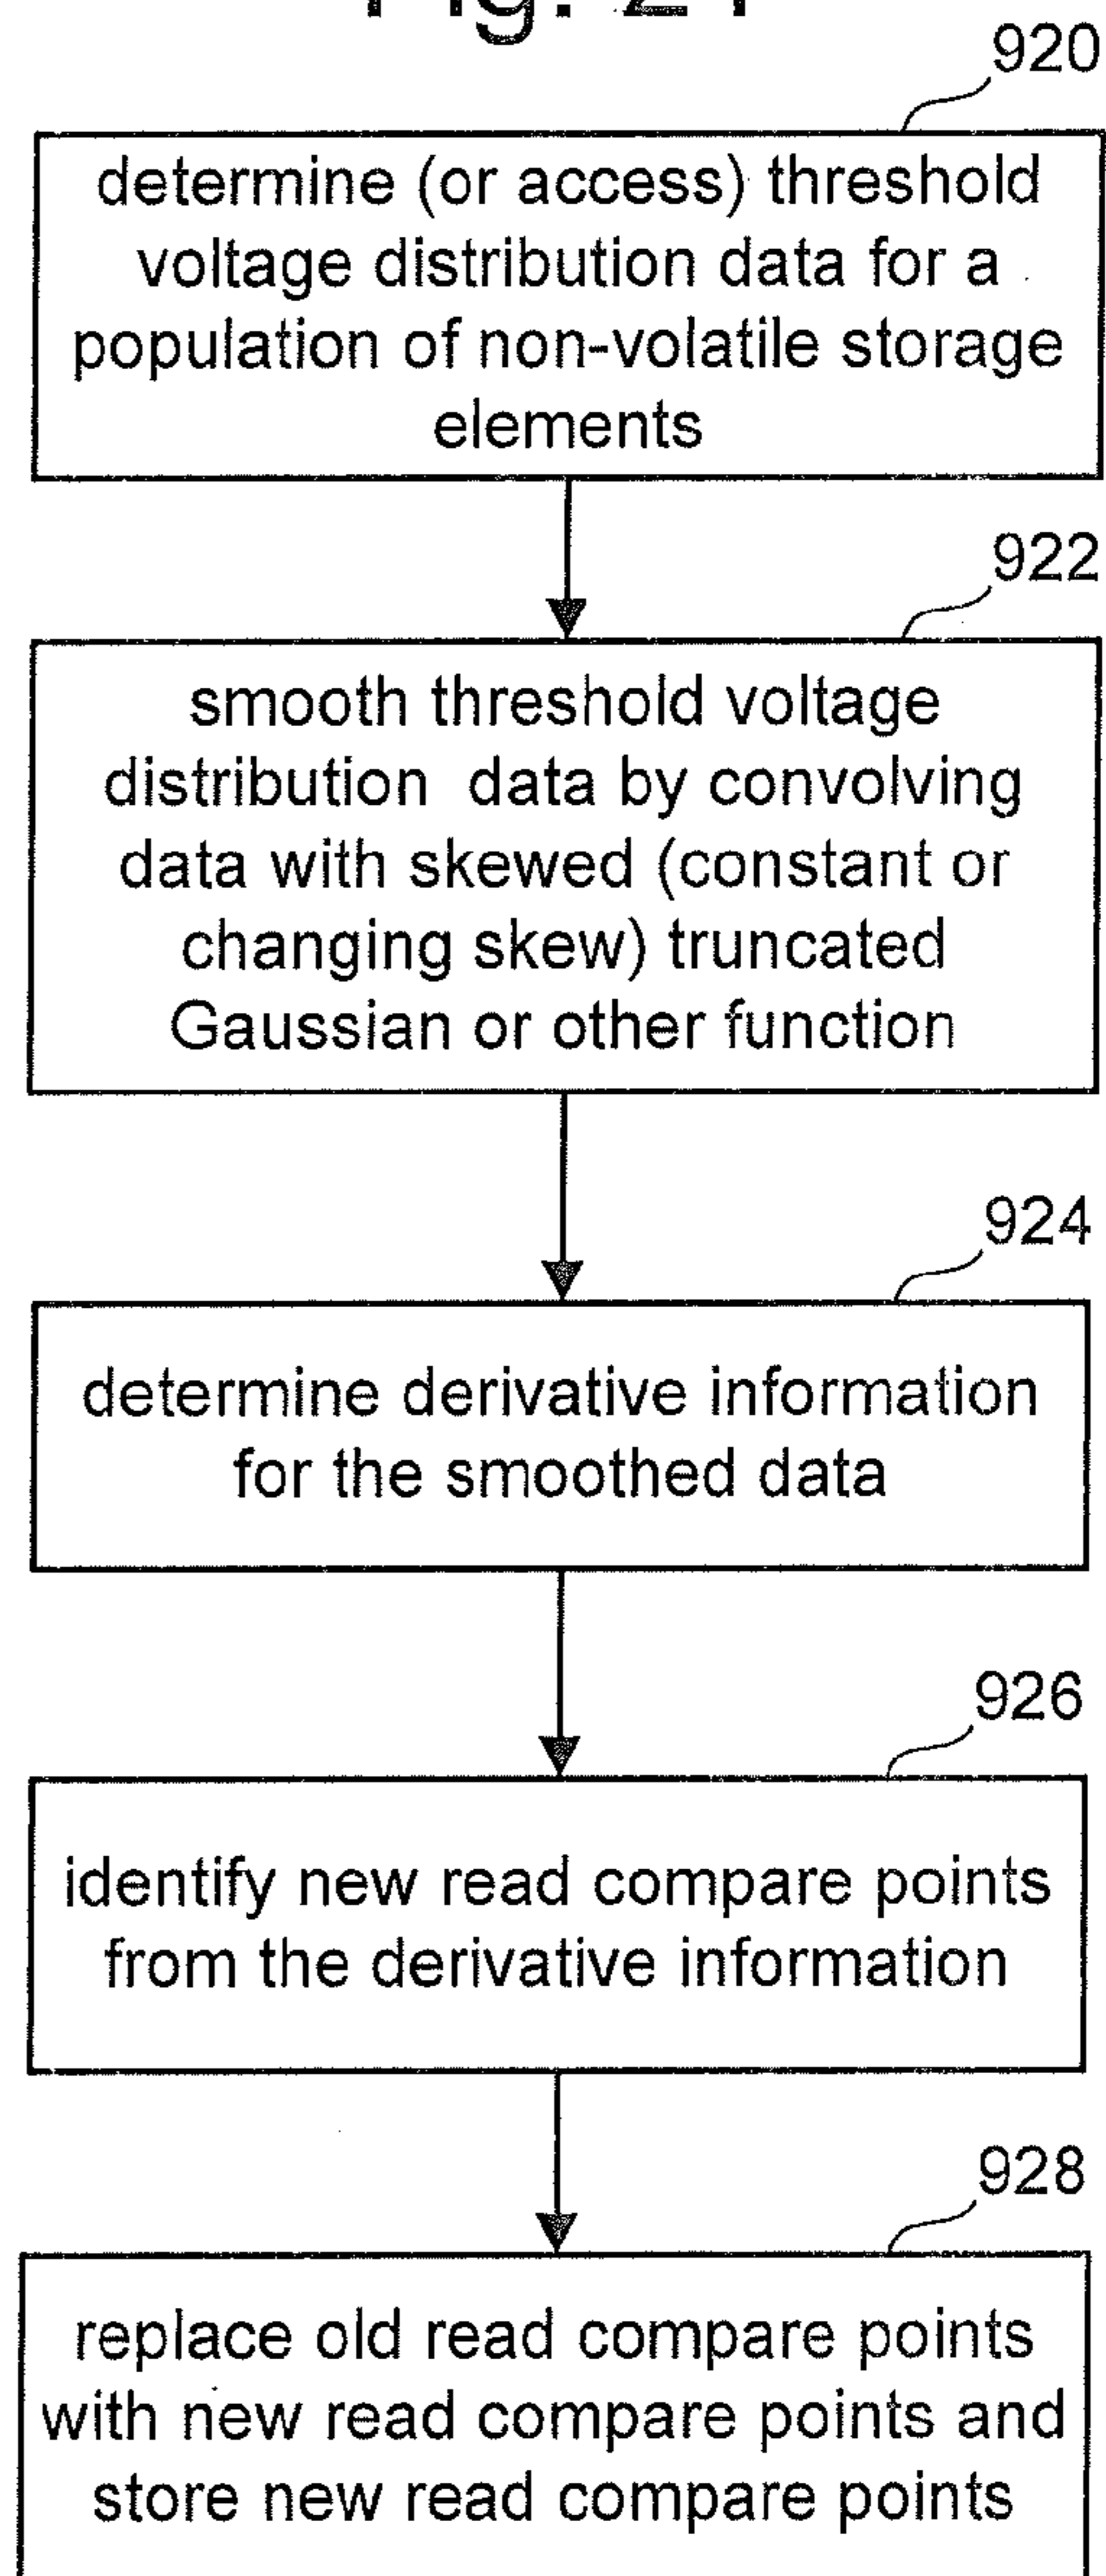 Fig. 21
920
determine (or access) threshold
voltage distribution data for a
population of non-volatile storage
elements
922
smooth threshold voltage
distribution data by convolving
data with skewed (constant or
changing skew) truncated
Gaussian or other function
924
determine derivative information
for the smoothed data
926
identify new read compare points
from the derivative information
928
replace old read compare points
with new read compare points and
store new read compare points